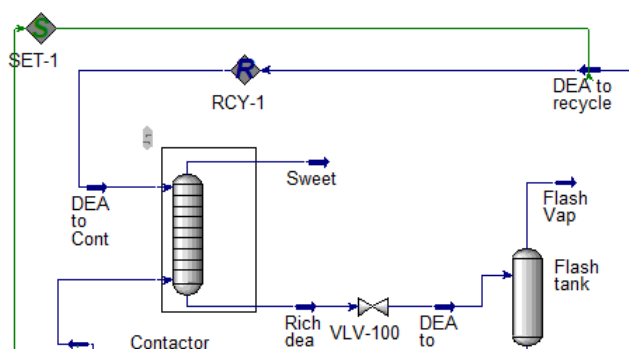 S
SET-1
R
RCY-1
DEA to
recycle
Sweet
DEA
to
Cont
Flash
Vap
Flash
tank
Rich
dea
VLV-100
DEA
to
Contactor